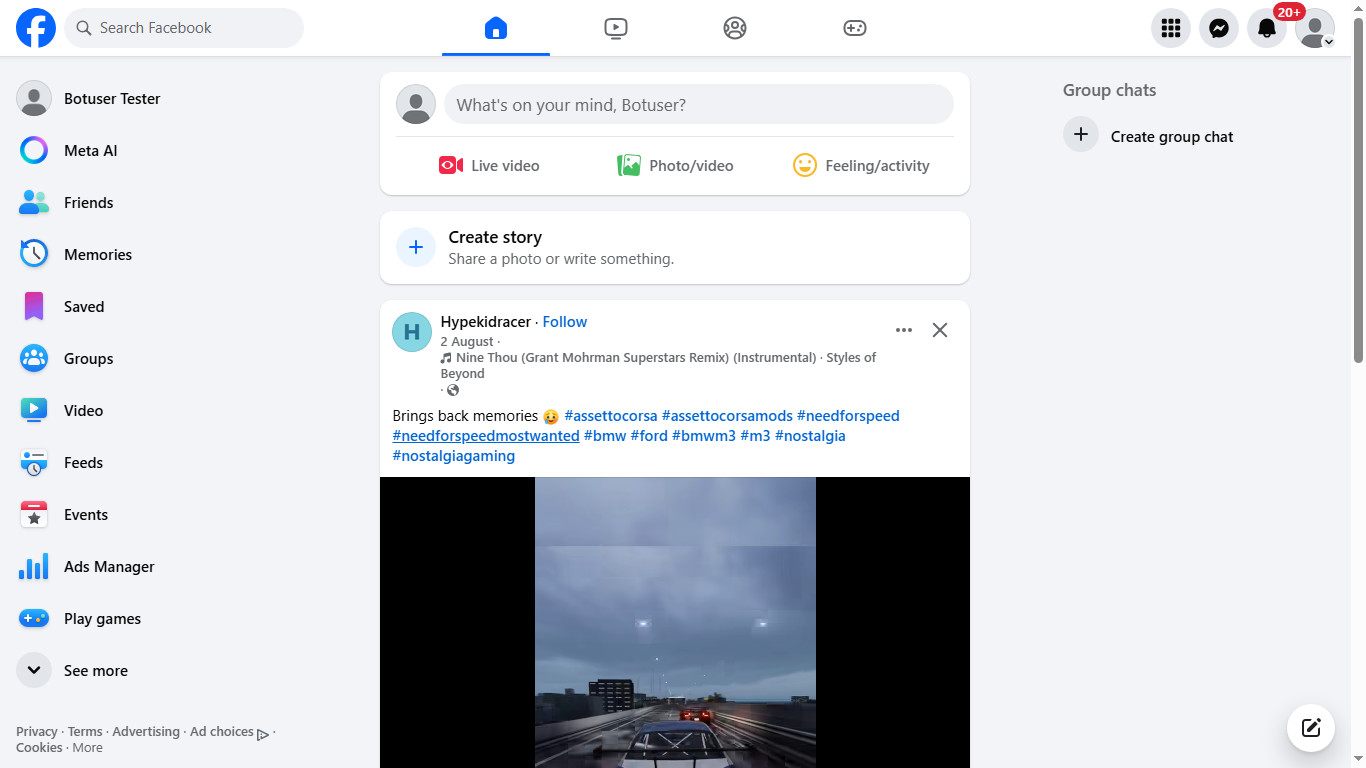 Search Facebook
20+
Botuser Tester
Meta AI
Friends
Memories
Saved
Groups
Video
Feeds
Events
Ads Manager
Play games
See more
Privacy · Terms · Advertising · Ad choices ·
Cookies · More
What's on your mind, Botuser?
Live video
Photo/video
Feeling/activity
Create story
Share a photo or write something.
H
Hypekidracer · Follow
2 August ·
Nine Thou (Grant Mohrman Superstars Remix) (Instrumental) · Styles of
Beyond
·
Brings back memories 😥 #assettocorsa #assettocorsamods #needforspeed
#needforspeedmostwanted #bmw #ford #bmwm3 #m3 #nostalgia
#nostalgiagaming
Group chats
Create group chat